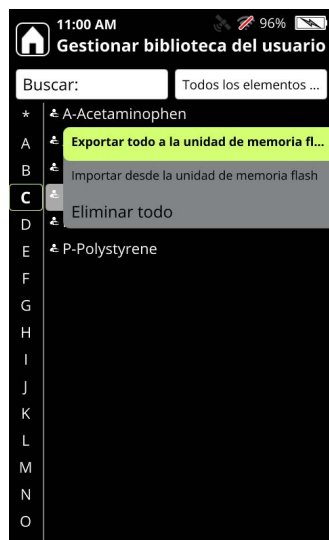 11:00 AM 96%
Gestionar biblioteca del usuario
Buscar: Todos los elementos ...
* A-Acetaminophen
A Exportar todo a la unidad de memoria fl...
B Importar desde la unidad de memoria flash
C
D Eliminar todo
E P-Polystyrene
F
G
H
I
J
K
L
M
N
O